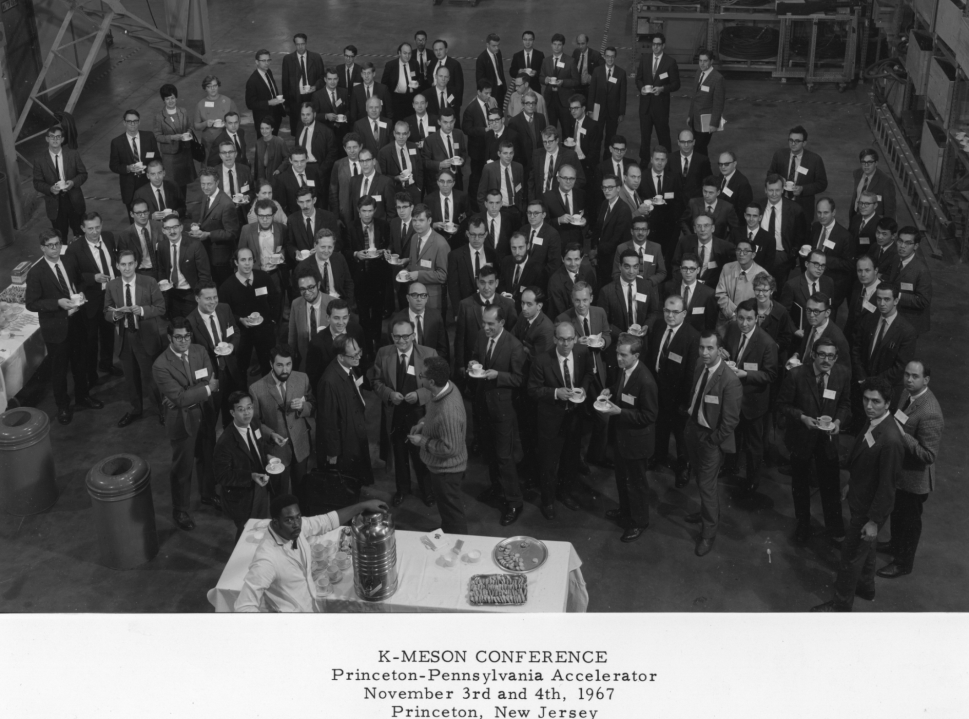 K-MESON CONFERENCE
Princeton-Pennsylvania Accelerator
November 3rd and 4th, 1967
Princeton, New Jersey